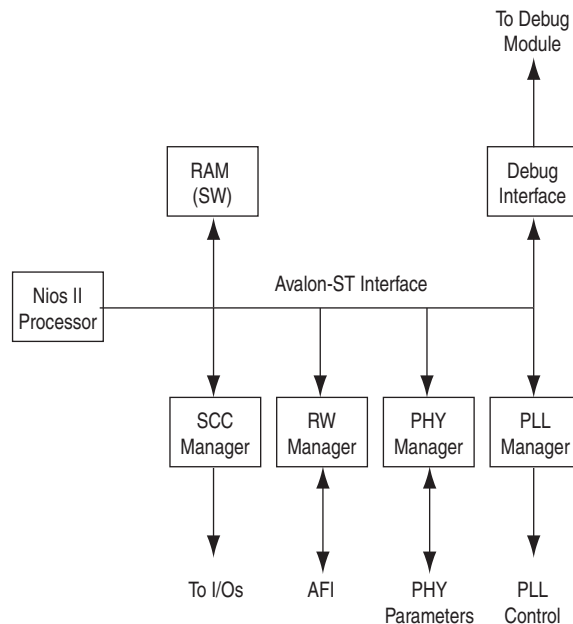 To Debug
Module
RAM
(SW)
Debug
Interface
Nios II
Processor
Avalon-ST Interface
SCC
Manager
RW
Manager
PHY
Manager
PLL
Manager
To I/Os
AFI
PHY
Parameters
PLL
Control